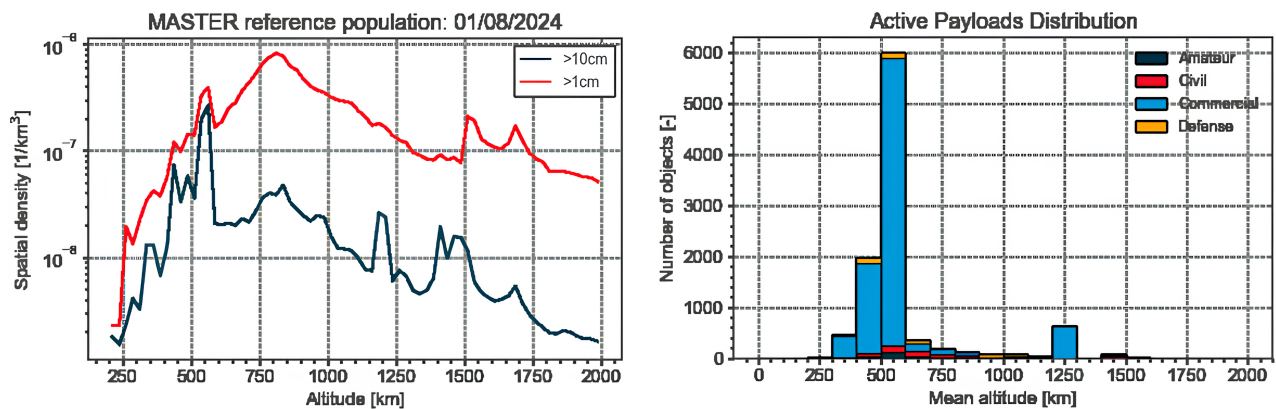 MASTER reference population: 01/08/2024
10⁻⁶
10⁻⁷
10⁻⁸
Spatial density [1/km³]
>10cm
>1cm
250
500
750
1000
1250
1500
1750
2000
Altitude [km]
Active Payloads Distribution
6000
5000
4000
3000
2000
1000
0
Number of objects [-]
Amateur
Civil
Commercial
Defense
0
250
500
750
1000
1250
1500
1750
2000
Mean altitude [km]